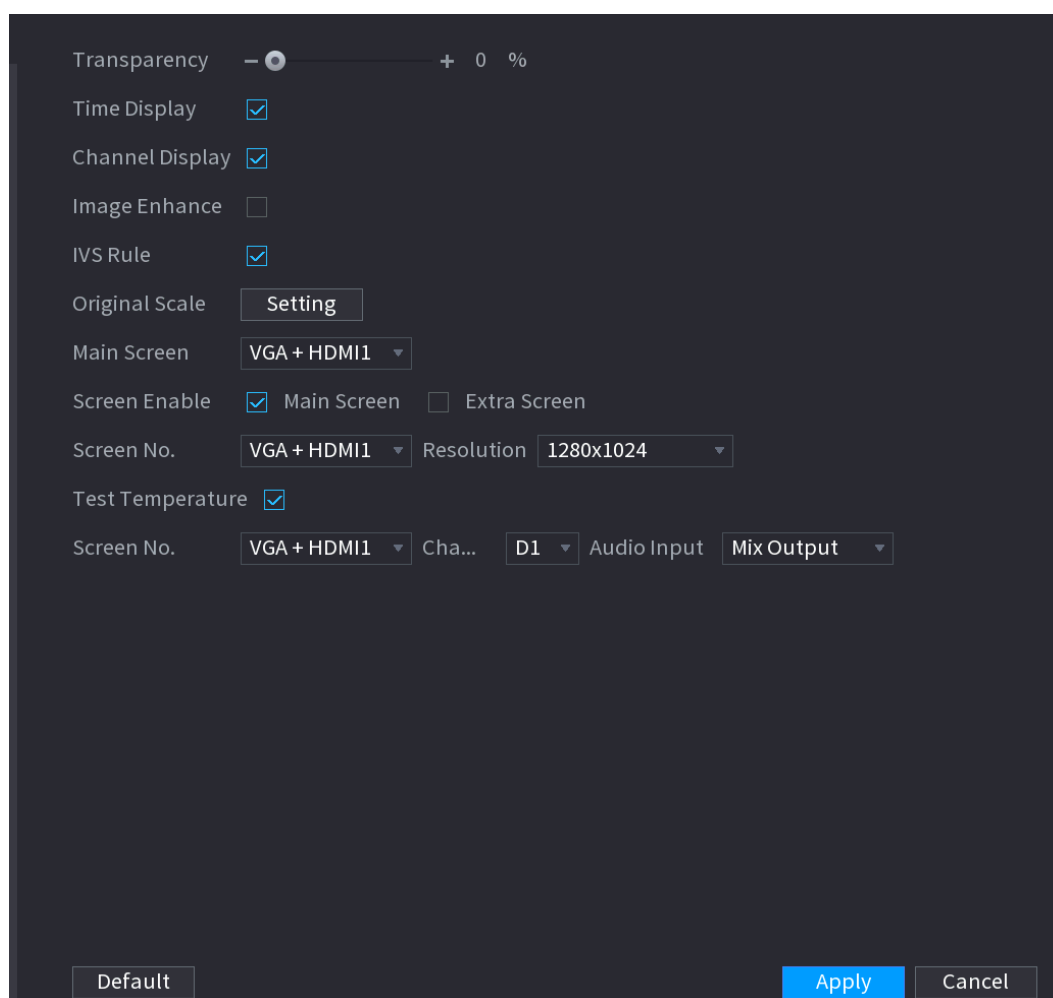 Transparency - + 0 %
Time Display
Channel Display
Image Enhance
IVS Rule
Original Scale Setting
Main Screen VGA + HDMI1
Screen Enable Main Screen Extra Screen
Screen No. VGA + HDMI1 Resolution 1280x1024
Test Temperature
Screen No. VGA + HDMI1 Cha... D1 Audio Input Mix Output
Default Apply Cancel